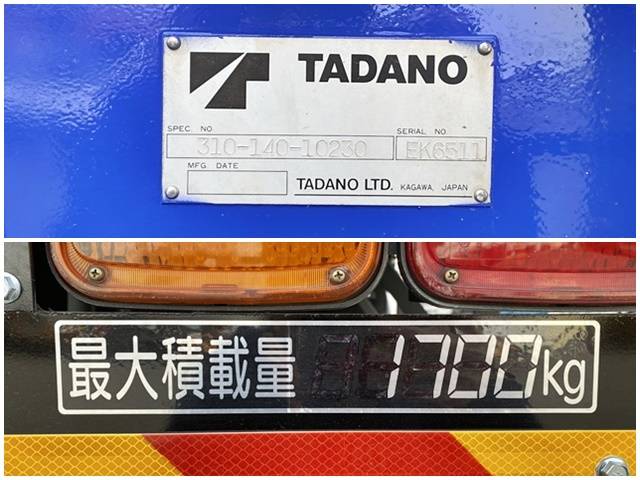 TADANO
SPEC. NO SERIAL NO.
310-140-10230 EK6511
MFG. DATE
TADANO LTD. KAGAWA, JAPAN
最大積載量 1700kg